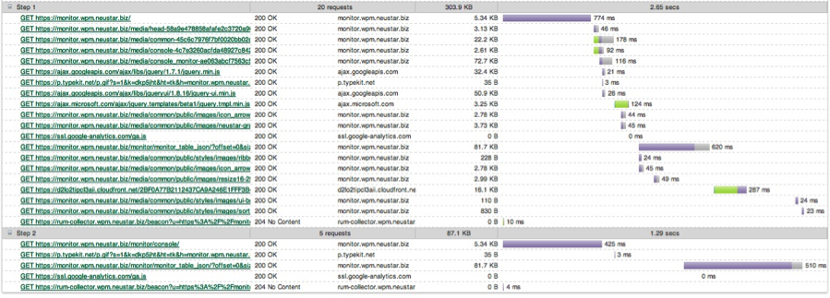 Step 1 20 requests 303.9 KB 2.65 secs
GET https://monitor.wpm.neustar.biz/ 200 OK monitor.wpm.neustar.biz 5.34 KB 774 ms
GET https://monitor.wpm.neustar.biz/media/head- 200 OK monitor.wpm.neustar.biz 3.13 KB 46 ms
GET https://monitor.wpm.neustar.biz/media/common- 200 OK monitor.wpm.neustar.biz 22.2 KB 178 ms
GET https://monitor.wpm.neustar.biz/media/console- 200 OK monitor.wpm.neustar.biz 2.61 KB 92 ms
GET https://monitor.wpm.neustar.biz/media/console_monitor- 200 OK monitor.wpm.neustar.biz 72.7 KB 116 ms
GET https://ajax.googleapis.com/ajax/libs/jquery/1.7.1/jquery.min.js 200 OK ajax.googleapis.com 32.4 KB 21 ms
GET https://p.typekit.net/p.gif?s=1&k=dkp5jht&ht=tk&h=monitor.wpm.neustar. 200 OK p.typekit.net 35 B 3 ms
GET https://ajax.googleapis.com/ajax/libs/jqueryui/1.8.16/jquery-ui.min.js 200 OK ajax.googleapis.com 50.9 KB 26 ms
GET https://ajax.microsoft.com/ajax/jquery.templates/beta1/jquery.tmpl.min.js 200 OK ajax.microsoft.com 3.25 KB 124 ms
GET https://monitor.wpm.neustar.biz/media/common/public/images/icon_arrow 200 OK monitor.wpm.neustar.biz 2.78 KB 44 ms
GET https://monitor.wpm.neustar.biz/media/common/public/images/neustar-gr 200 OK monitor.wpm.neustar.biz 3.73 KB 45 ms
GET https://ssl.google-analytics.com/ga.js 200 OK ssl.google-analytics.com 0 B 0 ms
GET https://monitor.wpm.neustar.biz/monitor/monitor_table_json/?offset=0&siz 200 OK monitor.wpm.neustar.biz 81.7 KB 620 ms
GET https://monitor.wpm.neustar.biz/media/common/public/styles/images/ribb 200 OK monitor.wpm.neustar.biz 228 B 24 ms
GET https://monitor.wpm.neustar.biz/media/common/public/images/icon_arrow 200 OK monitor.wpm.neustar.biz 2.78 KB 45 ms
GET https://monitor.wpm.neustar.biz/media/common/public/images/resize16-2 200 OK monitor.wpm.neustar.biz 2.99 KB 49 ms
GET 200 OK 16.1 KB 287 ms
GET https://monitor.wpm.neustar.biz/media/common/public/styles/images/ui-b 200 OK monitor.wpm.neustar.biz 110 B 24 ms
GET https://monitor.wpm.neustar.biz/media/common/public/styles/images/sort 200 OK monitor.wpm.neustar.biz 830 B 23 ms
GET https://rum-collector.wpm.neustar.biz/beacon?u=https%3A%2F%2Fmonit 204 No Content rum-collector.wpm.neustar 0 B 10 ms
Step 2 5 requests 87.1 KB 1.29 secs
GET https://monitor.wpm.neustar.biz/monitor/console/ 200 OK monitor.wpm.neustar.biz 5.34 KB 425 ms
GET https://p.typekit.net/p.gif?s=1&k=dkp5jht&ht=tk&h=monitor.wpm.neustar. 200 OK p.typekit.net 35 B 3 ms
GET https://monitor.wpm.neustar.biz/monitor/monitor_table_json/?offset=0&siz 200 OK monitor.wpm.neustar.biz 81.7 KB 510 ms
GET https://ssl.google-analytics.com/ga.js 200 OK ssl.google-analytics.com 0 B 0 ms
GET https://rum-collector.wpm.neustar.biz/beacon?u=https%3A%2F%2Fmonit 204 No Content rum-collector.wpm.neustar 0 B 4 ms